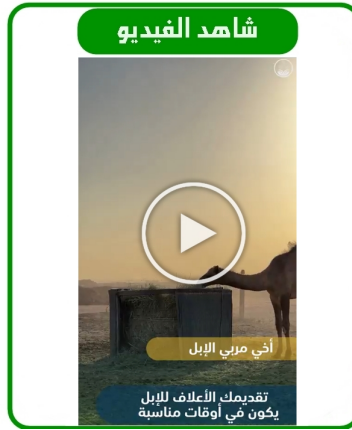 شاهد الفيديو
أخي مربي الإبل
تقديمك الأعلاف للإبل
يكون في أوقات مناسبة